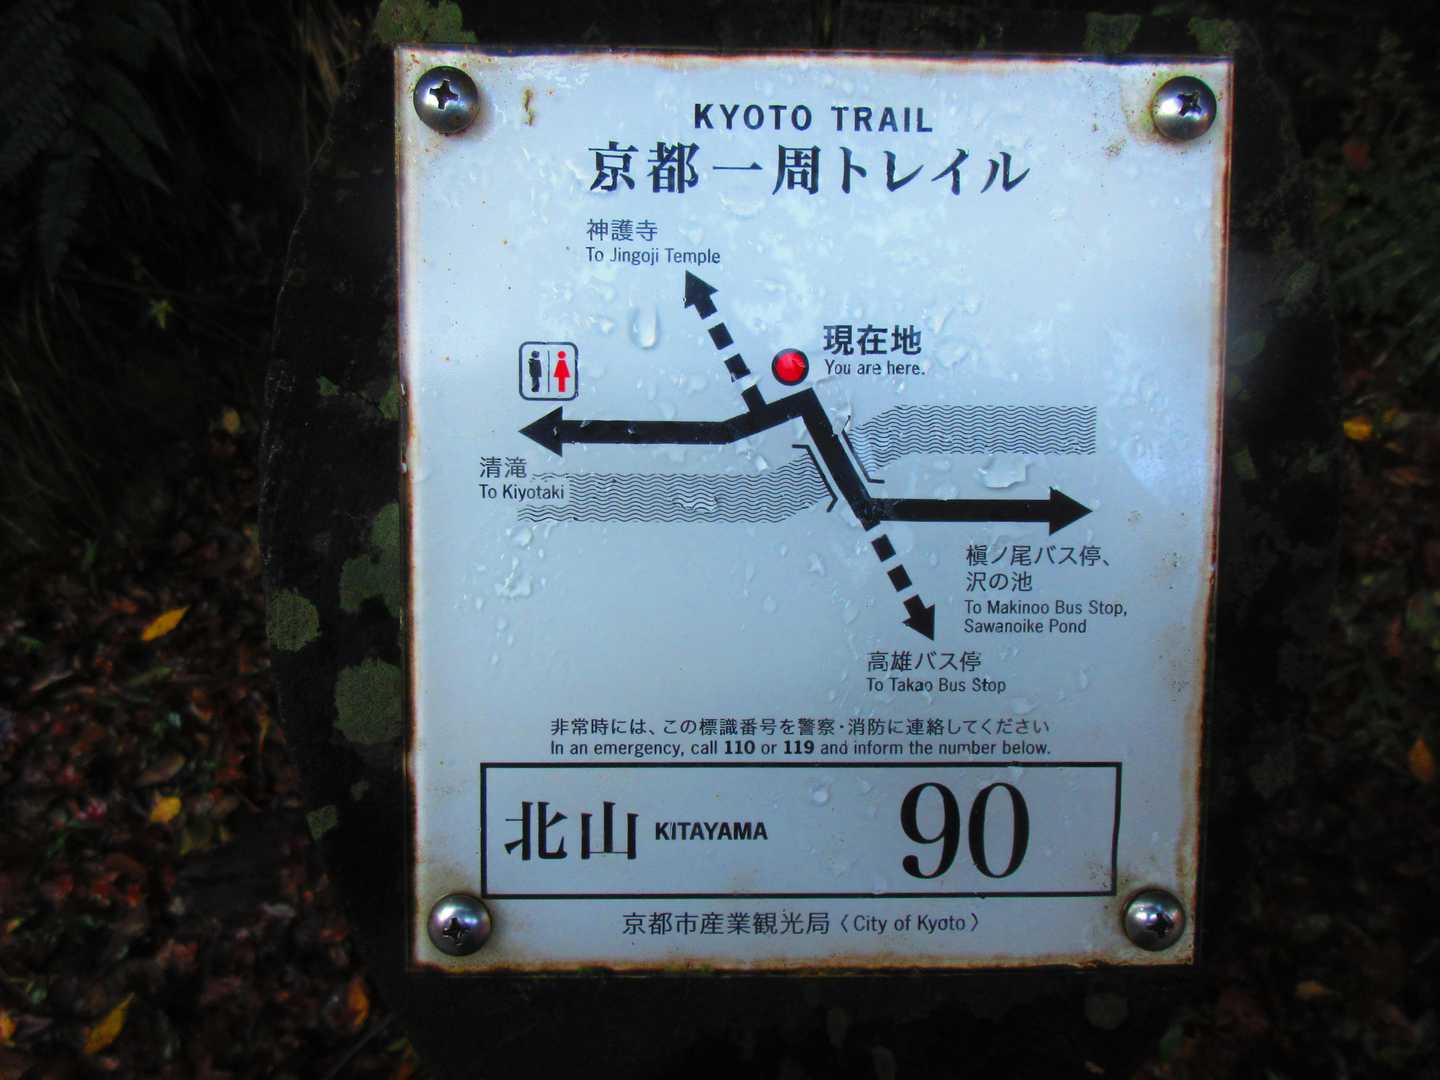 KYOTO TRAIL
京都一周トレイル
神護寺
To Jingoji Temple
現在地
You are here.
清滝
To Kiyotaki
槇ノ尾バス停、
沢の池
To Makinoo Bus Stop,
Sawanoike Pond
高雄バス停
To Takao Bus Stop
非常時には、この標識番号を警察・消防に連絡してください
In an emergency, call 110 or 119 and inform the number below.
北山 KITAYAMA 90
京都市産業観光局〈City of Kyoto〉